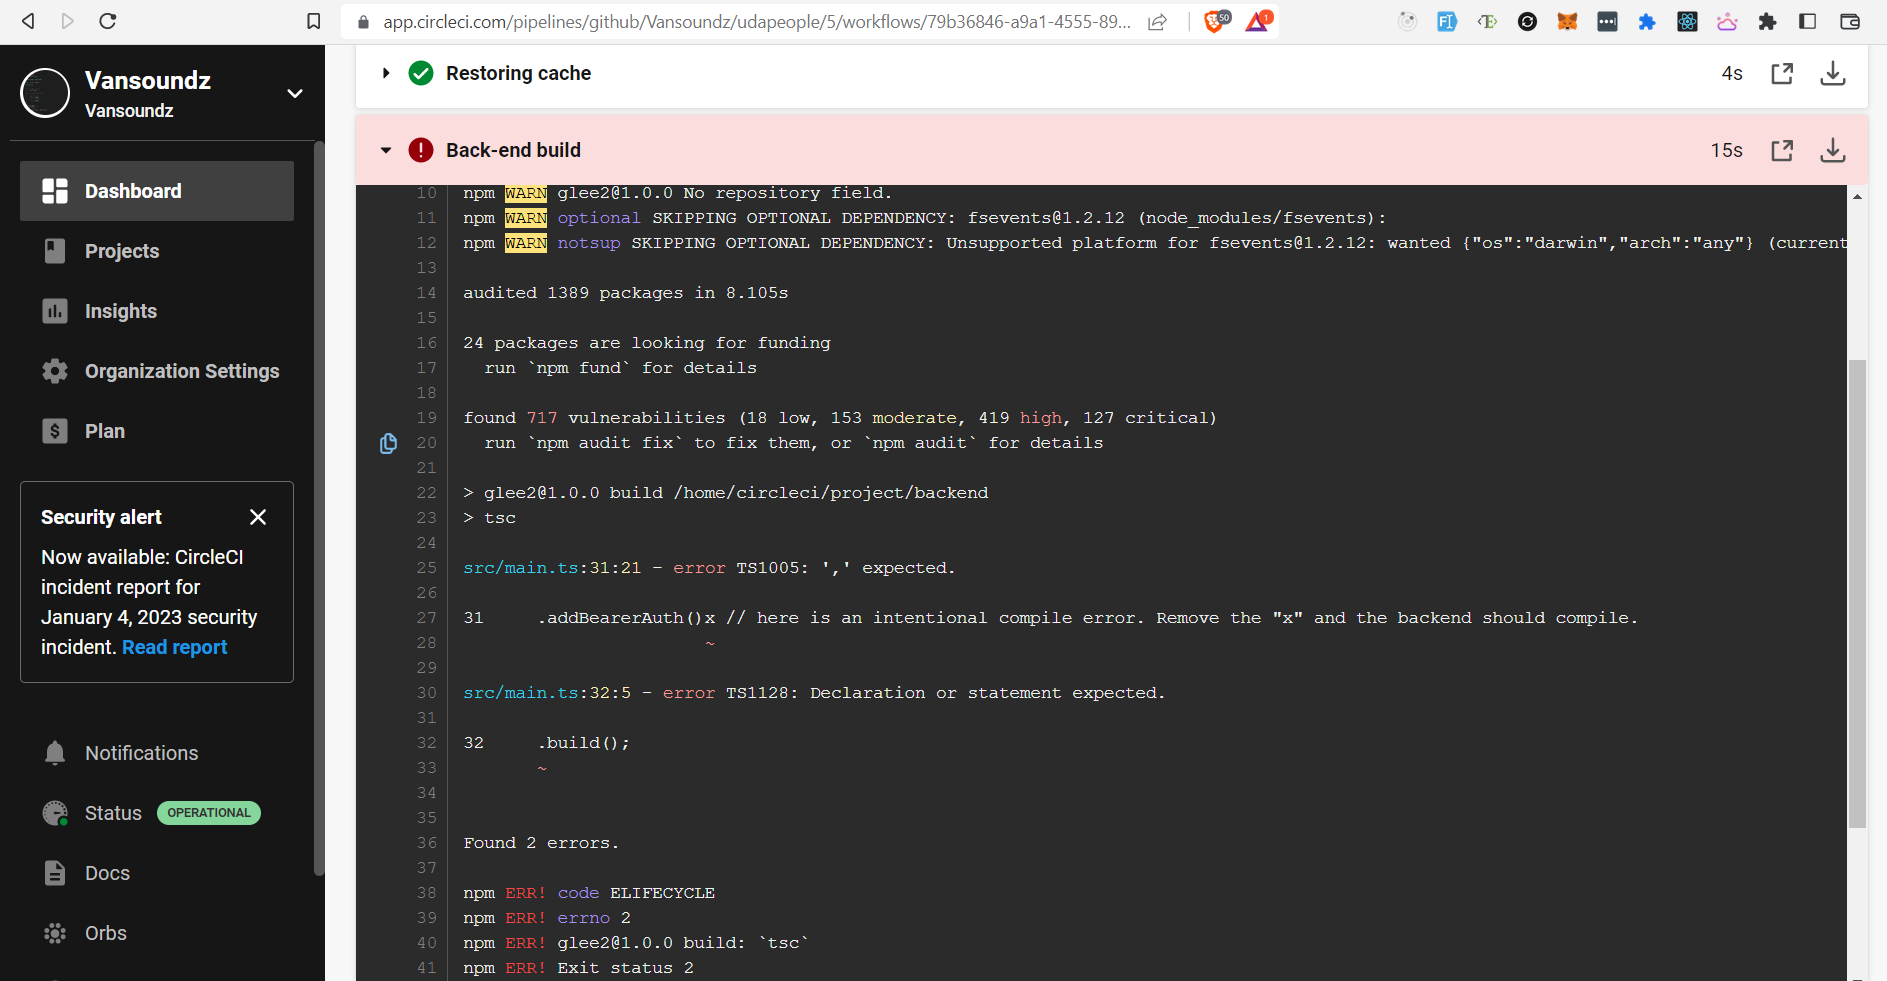 app.circleci.com/pipelines/github/Vansoundz/udapeople/5/workflows/79b36846-a9a1-4555-89...
50
1
Vansoundz
Vansoundz
Dashboard
Projects
Insights
Organization Settings
Plan
Security alert
Now available: CircleCI
incident report for
January 4, 2023 security
incident. Read report
Notifications
Status OPERATIONAL
Docs
Orbs
Restoring cache 4s
Back-end build 15s
10 npm WARN glee2@1.0.0 No repository field.
11 npm WARN optional SKIPPING OPTIONAL DEPENDENCY: fsevents@1.2.12 (node_modules/fsevents):
12 npm WARN notsup SKIPPING OPTIONAL DEPENDENCY: Unsupported platform for fsevents@1.2.12: wanted {"os":"darwin","arch":"any"} (current
13
14 audited 1389 packages in 8.105s
15
16 24 packages are looking for funding
17 run `npm fund` for details
18
19 found 717 vulnerabilities (18 low, 153 moderate, 419 high, 127 critical)
20 run `npm audit fix` to fix them, or `npm audit` for details
21
22 > glee2@1.0.0 build /home/circleci/project/backend
23 > tsc
24
25 src/main.ts:31:21 - error TS1005: ',' expected.
26
27 31 .addBearerAuth()x // here is an intentional compile error. Remove the "x" and the backend should compile.
28 ~
29
30 src/main.ts:32:5 - error TS1128: Declaration or statement expected.
31
32 32 .build();
33 ~
34
35
36 Found 2 errors.
37
38 npm ERR! code ELIFECYCLE
39 npm ERR! errno 2
40 npm ERR! glee2@1.0.0 build: `tsc`
41 npm ERR! Exit status 2